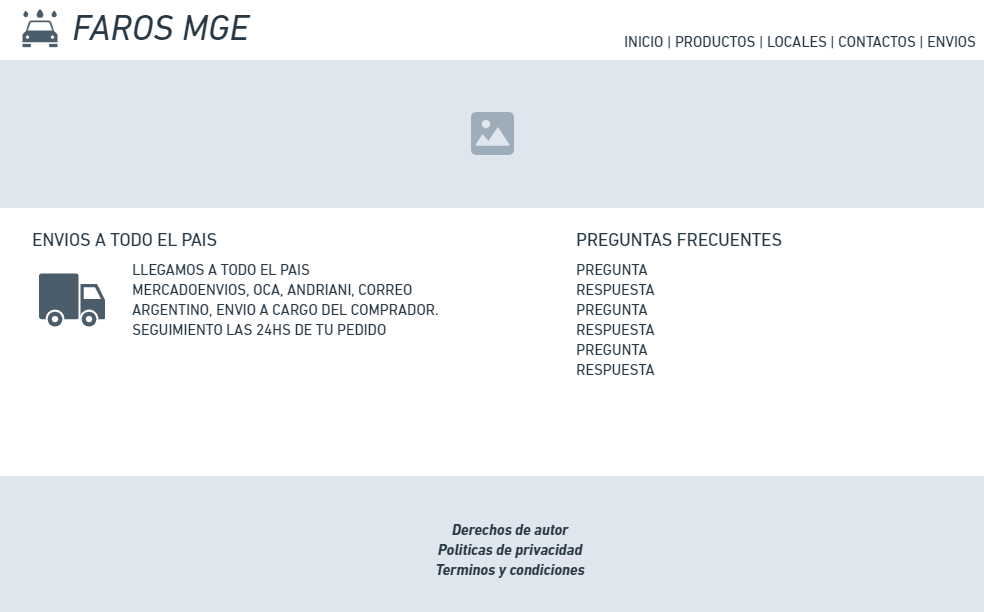 FAROS MGE
INICIO | PRODUCTOS | LOCALES | CONTACTOS | ENVIOS
ENVIOS A TODO EL PAIS
LLEGAMOS A TODO EL PAIS
MERCADOENVIOS, OCA, ANDRIANI, CORREO
ARGENTINO, ENVIO A CARGO DEL COMPRADOR.
SEGUIMIENTO LAS 24HS DE TU PEDIDO
PREGUNTAS FRECUENTES
PREGUNTA
RESPUESTA
PREGUNTA
RESPUESTA
PREGUNTA
RESPUESTA
Derechos de autor
Politicas de privacidad
Terminos y condiciones